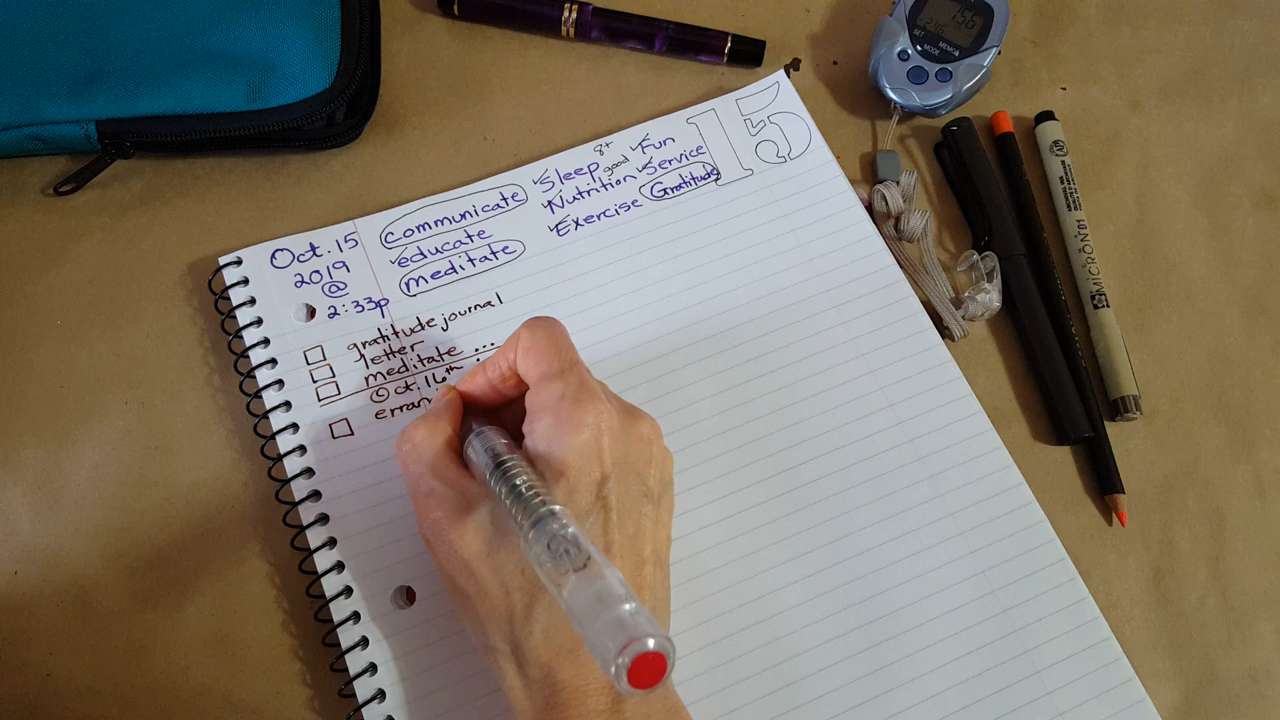 15
8+
✓Sleep good ✓Fun
✓Nutrition ✓Service
✓Exercise Gratitude
communicate
✓educate
meditate
Oct. 15
2019
@
2:33p
gratitude journal
letter
meditate ...
Oct. 16th
SET
MODE
MEMO
MICRON 01